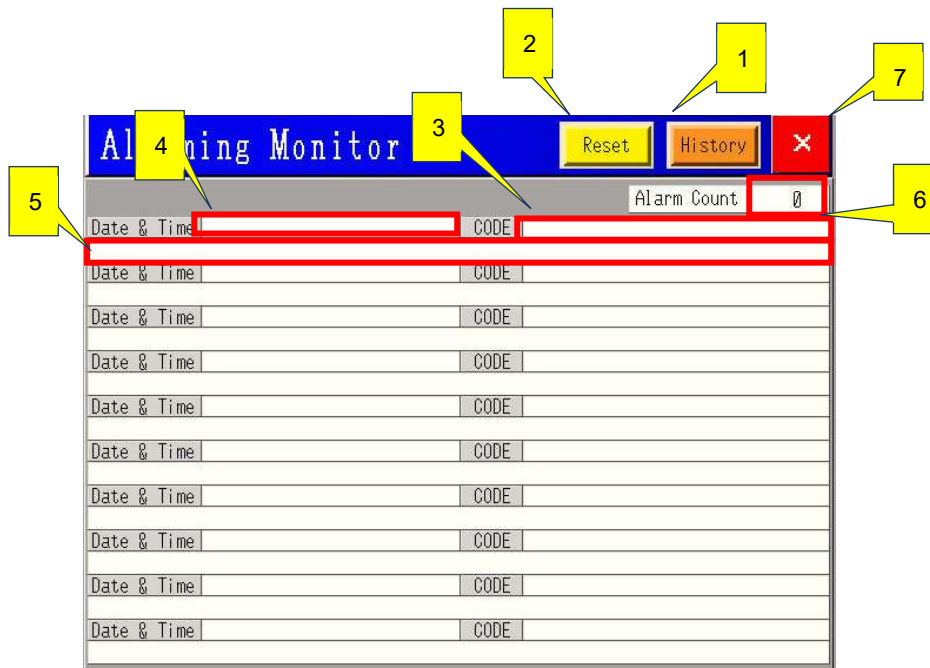 2
1
7
Al ming Monitor
4
3
Reset
History
×
5
Alarm Count
0
6
Date & Time
CODE
Date & Time
CODE
Date & Time
CODE
Date & Time
CODE
Date & Time
CODE
Date & Time
CODE
Date & Time
CODE
Date & Time
CODE
Date & Time
CODE
Date & Time
CODE